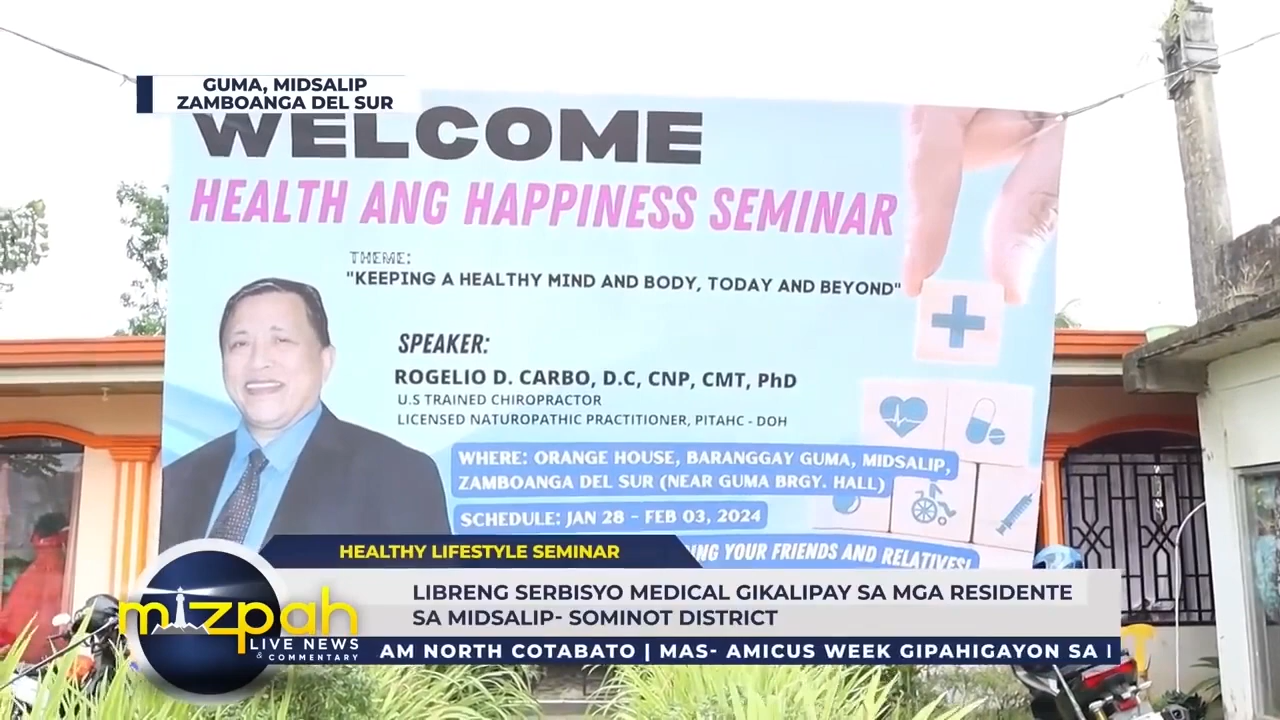 GUMA, MIDSALIP
ZAMBOANGA DEL SUR
WELCOME
HEALTH ANG HAPPINESS SEMINAR
THEME:
"KEEPING A HEALTHY MIND AND BODY, TODAY AND BEYOND"
SPEAKER:
ROGELIO D. CARBO, D.C, CNP, CMT, PhD
U.S TRAINED CHIROPRACTOR
LICENSED NATUROPATHIC PRACTITIONER, PITAHC - DOH
WHERE: ORANGE HOUSE, BARANGGAY GUMA, MIDSALIP,
ZAMBOANGA DEL SUR (NEAR GUMA BRGY. HALL)
SCHEDULE: JAN 28 - FEB 03, 2024
YOUR FRIENDS AND RELATIVES!
HEALTHY LIFESTYLE SEMINAR
LIBRENG SERBISYO MEDICAL GIKALIPAY SA MGA RESIDENTE
SA MIDSALIP- SOMINOT DISTRICT
mizpah
LIVE NEWS
& COMMENTARY
AM NORTH COTABATO | MAS- AMICUS WEEK GIPAHIGAYON SA